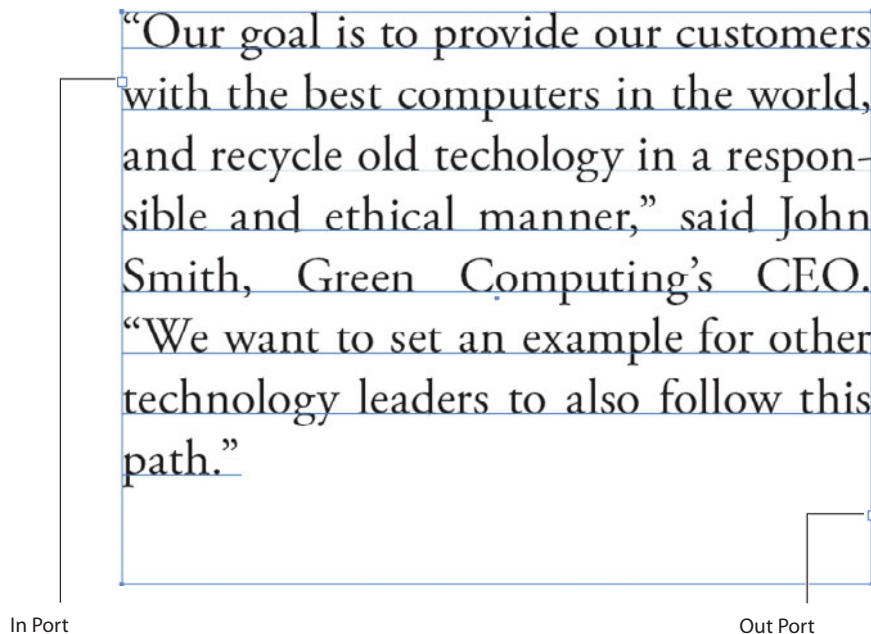 “Our goal is to provide our customers
with the best computers in the world,
and recycle old techology in a respon-
sible and ethical manner,” said John
Smith, Green Computing’s CEO.
“We want to set an example for other
technology leaders to also follow this
path.”
In Port
Out Port